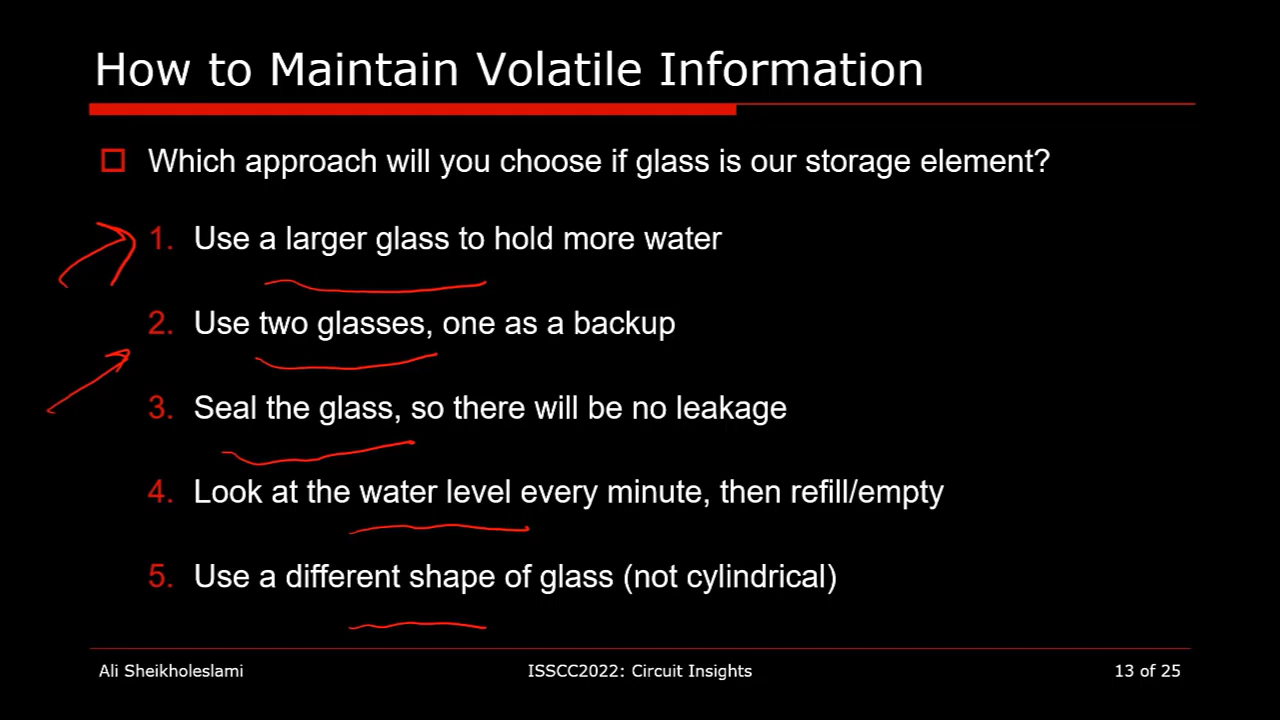 How to Maintain Volatile Information
Which approach will you choose if glass is our storage element?
1. Use a larger glass to hold more water
2. Use two glasses, one as a backup
3. Seal the glass, so there will be no leakage
4. Look at the water level every minute, then refill/empty
5. Use a different shape of glass (not cylindrical)
Ali Sheikholeslami ISSCC2022: Circuit Insights 13 of 25